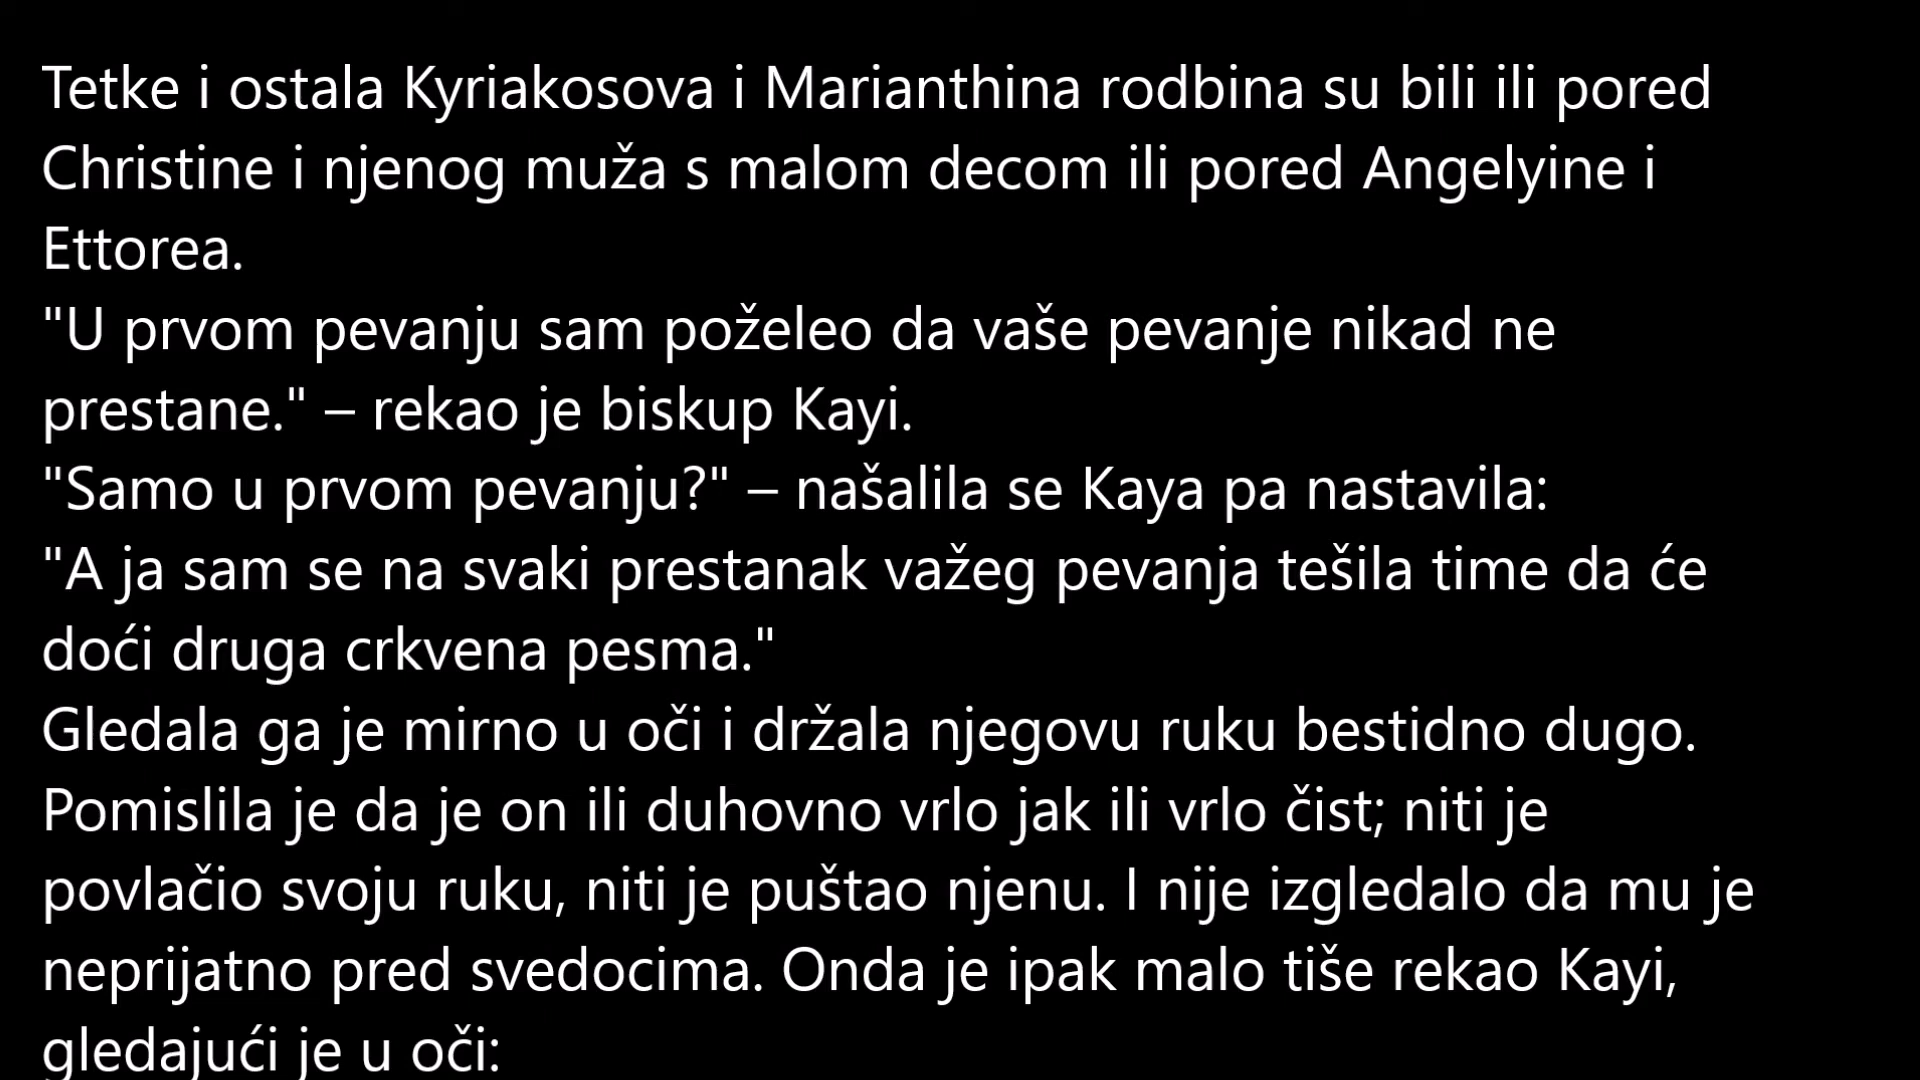 Tetke i ostala Kyriakosova i Marianthina rodbina su bili ili pored
Christine i njenog muža s malom decom ili pored Angelyine i
Ettorea.
"U prvom pevanju sam poželeo da vaše pevanje nikad ne
prestane." – rekao je biskup Kayi.
"Samo u prvom pevanju?" – našalila se Kaya pa nastavila:
"A ja sam se na svaki prestanak važeg pevanja tešila time da će
doći druga crkvena pesma."
Gledala ga je mirno u oči i držala njegovu ruku bestidno dugo.
Pomislila je da je on ili duhovno vrlo jak ili vrlo čist; niti je
povlačio svoju ruku, niti je puštao njenu. I nije izgledalo da mu je
neprijatno pred svedocima. Onda je ipak malo tiše rekao Kayi,
gledajući je u oči: